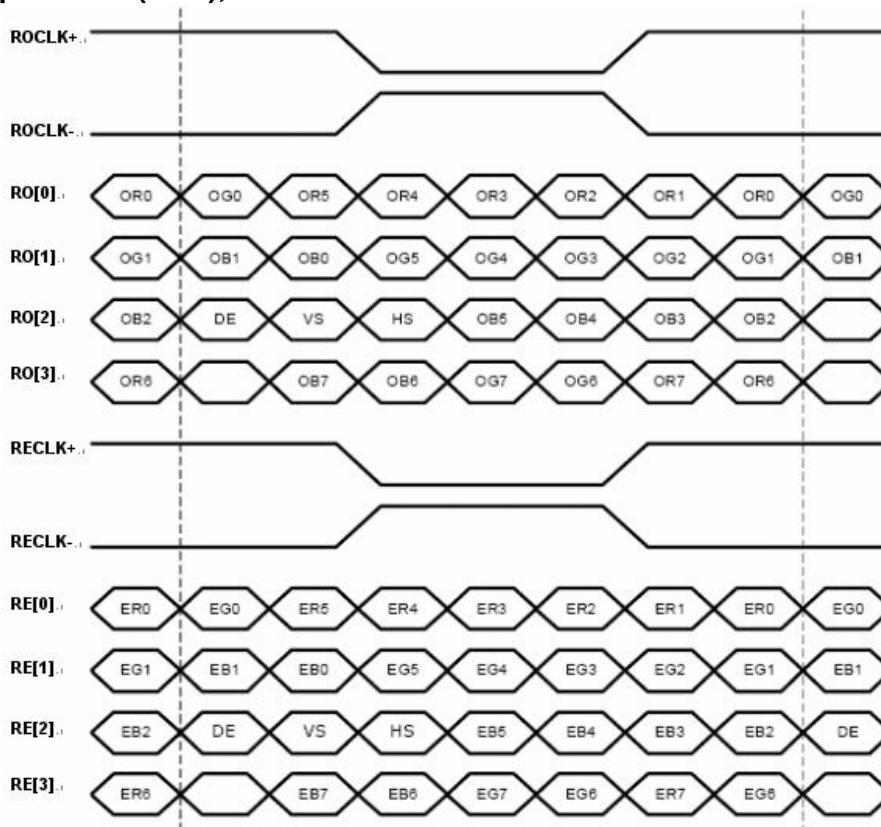 ROCLK+
ROCLK-
RO[0] OR0 OG0 OR5 OR4 OR3 OR2 OR1 OR0 OG0
RO[1] OG1 OB1 OB0 OG5 OG4 OG3 OG2 OG1 OB1
RO[2] OB2 DE VS HS OB5 OB4 OB3 OB2
RO[3] OR6 OB7 OB6 OG7 OG6 OR7 OR6
RECLK+
RECLK-
RE[0] ER0 EG0 ER5 ER4 ER3 ER2 ER1 ER0 EG0
RE[1] EG1 EB1 EB0 EG5 EG4 EG3 EG2 EG1 EB1
RE[2] EB2 DE VS HS EB5 EB4 EB3 EB2 DE
RE[3] ER6 EB7 EB6 EG7 EG6 ER7 EG6